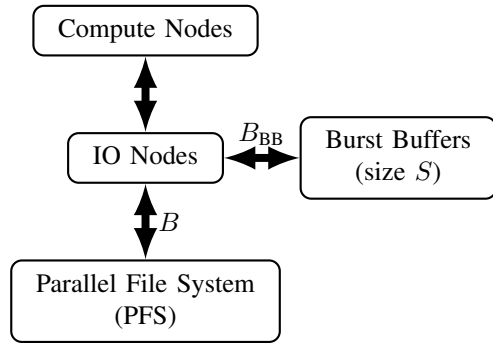 Compute Nodes
IO Nodes
B_BB
Burst Buffers
(size S)
B
Parallel File System
(PFS)